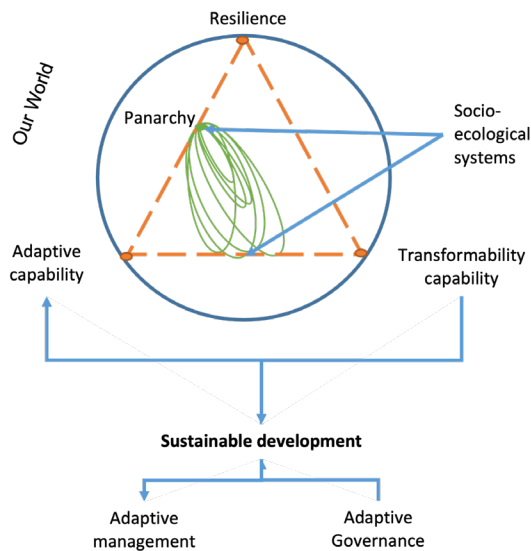 Resilience
Our World
Panarchy
Socio-
ecological
systems
Adaptive
capability
Transformability
capability
Sustainable development
Adaptive
management
Adaptive
Governance